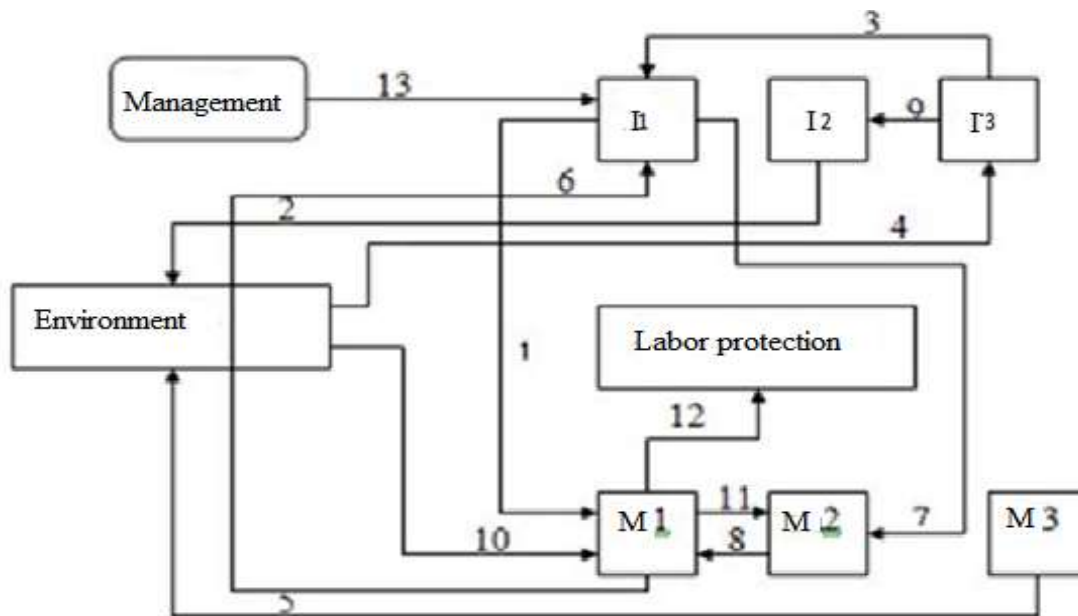 3
Management
13
I1
I 2
9
Г3
6
2
4
Environment
1
Labor protection
12
M 1
11
M 2
7
M 3
10
8
5